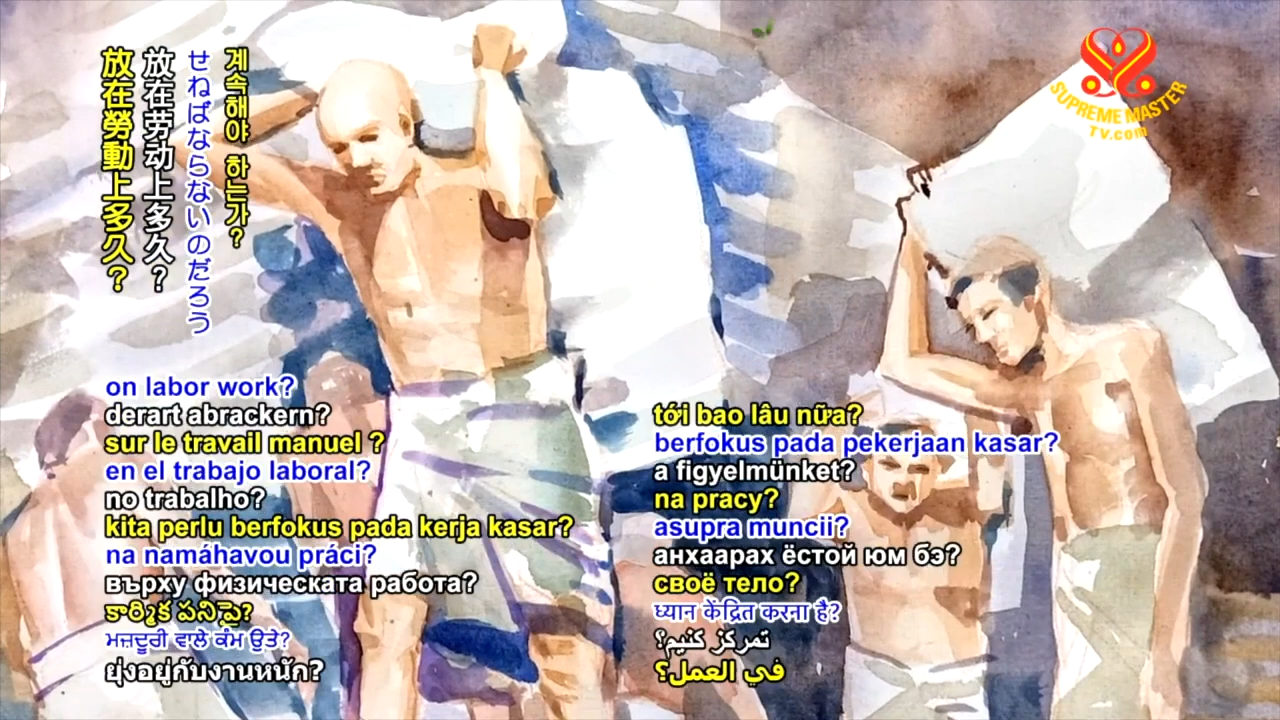 放在勞動上多久？
放在劳动上多久？
せねばならないのだろう
계속해야 하는가?
on labor work?
derart abrackern?
sur le travail manuel ?
en el trabajo laboral?
no trabalho?
kita perlu berfokus pada kerja kasar?
na namáhavou práci?
върху физическата работа?
కార్మిక పనిపై?
ਮਜ਼ਦੂਰੀ ਵਾਲੇ ਕੰਮ ਉਤੇ?
ยุ่งอยู่กับงานหนัก?
tới bao lâu nữa?
berfokus pada pekerjaan kasar?
a figyelmünket?
na pracy?
asupra muncii?
анхаарах ёстой юм бэ?
своё тело?
ध्यान केंद्रित करना है?
تمرکز کنیم؟
في العمل؟
SUPREME MASTER
TV.com